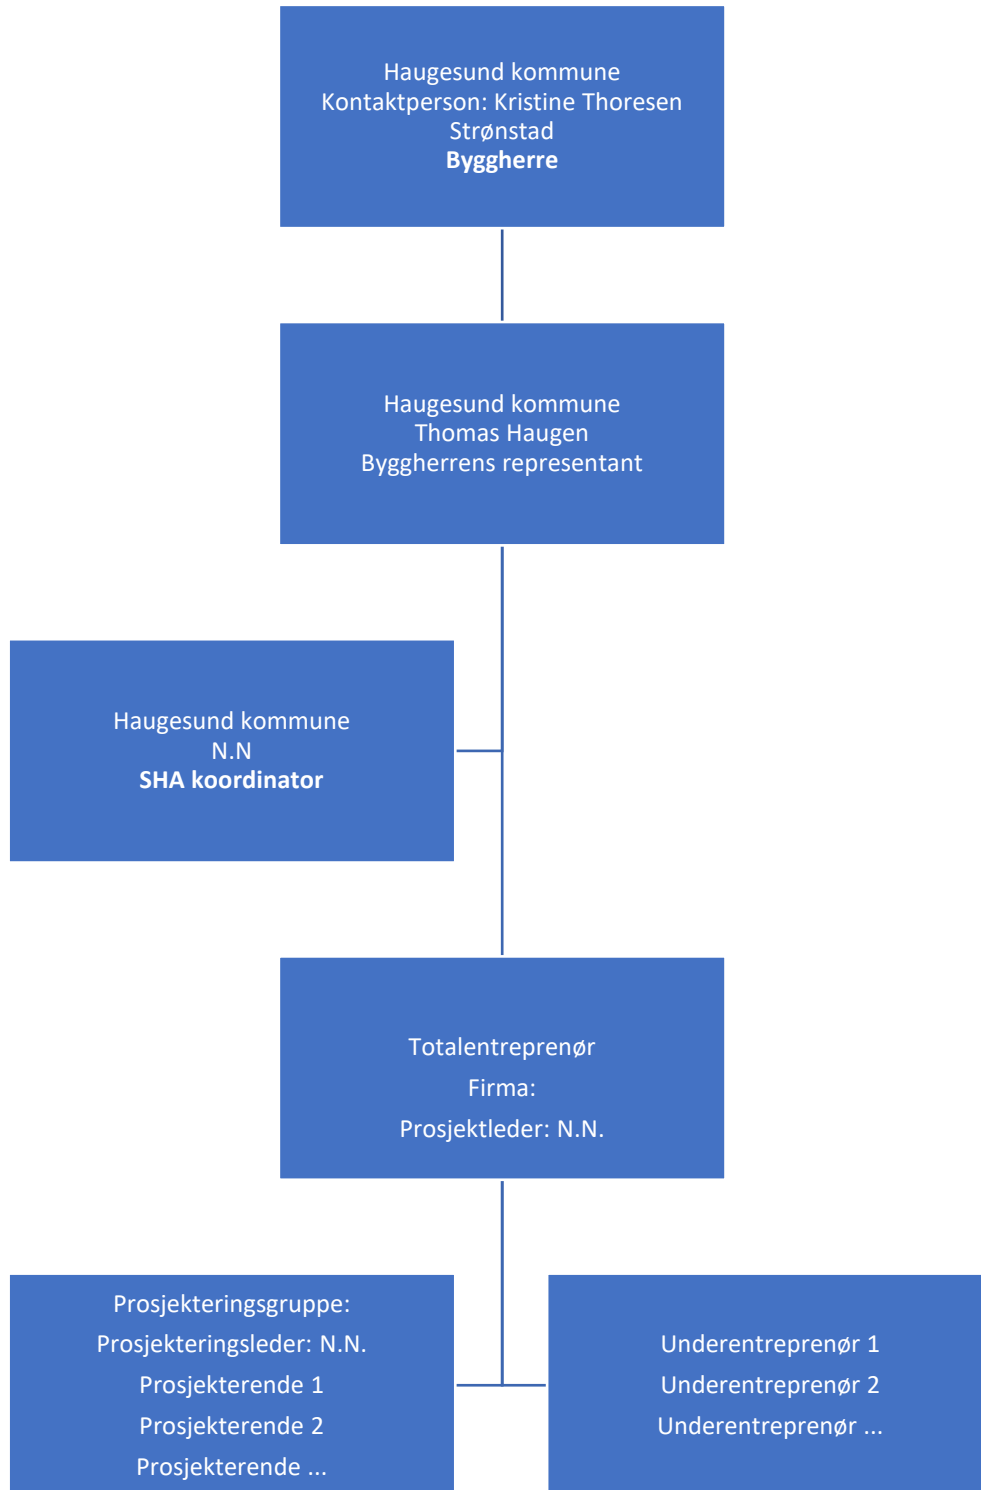 Haugesund kommune
Kontaktperson: Kristine Thoresen
Strønstad
Byggherre
Haugesund kommune
Thomas Haugen
Byggherrens representant
Haugesund kommune
N.N
SHA koordinator
Totalentreprenør
Firma:
Prosjektleder: N.N.
Prosjekteringsgruppe:
Prosjekteringsleder: N.N.
Prosjekterende 1
Prosjekterende 2
Prosjekterende ...
Underentreprenør 1
Underentreprenør 2
Underentreprenør ...